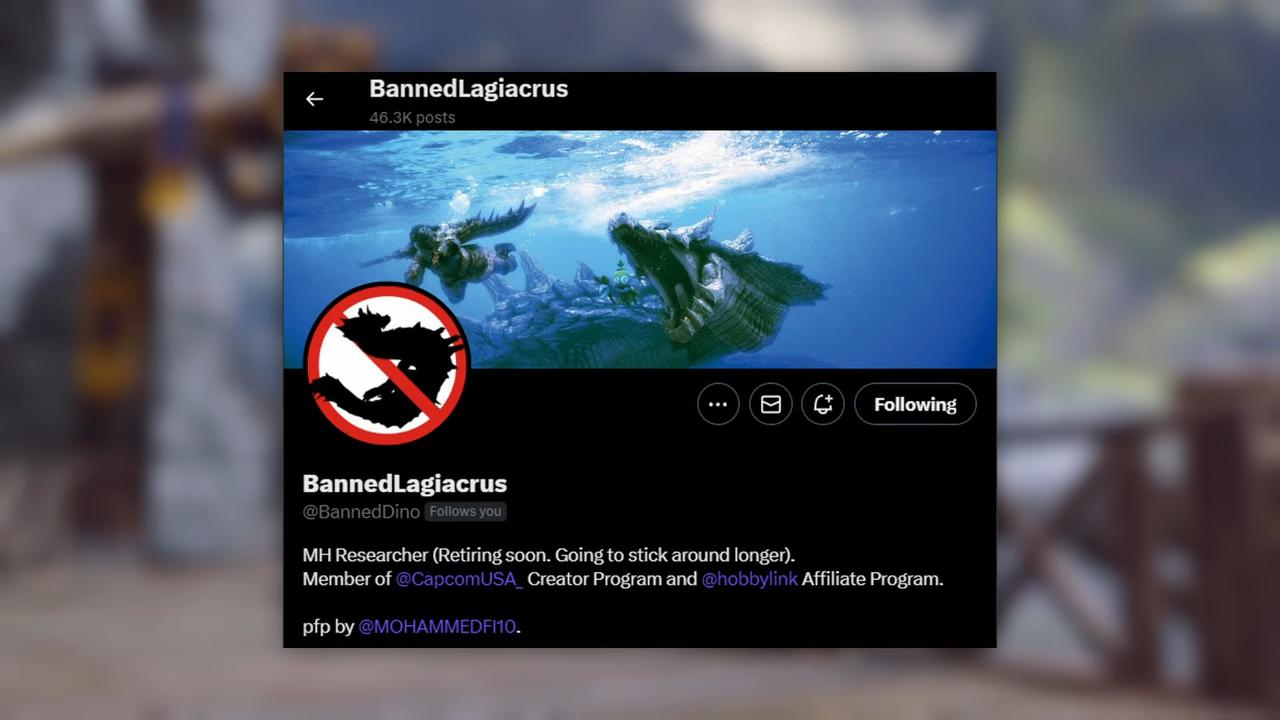 BannedLagiacrus
46.3K posts
Following
BannedLagiacrus
@BannedDino Follows you
MH Researcher (Retiring soon. Going to stick around longer).
Member of @CapcomUSA_ Creator Program and @hobbylink Affiliate Program.
pfp by @MOHAMMEDFI10.